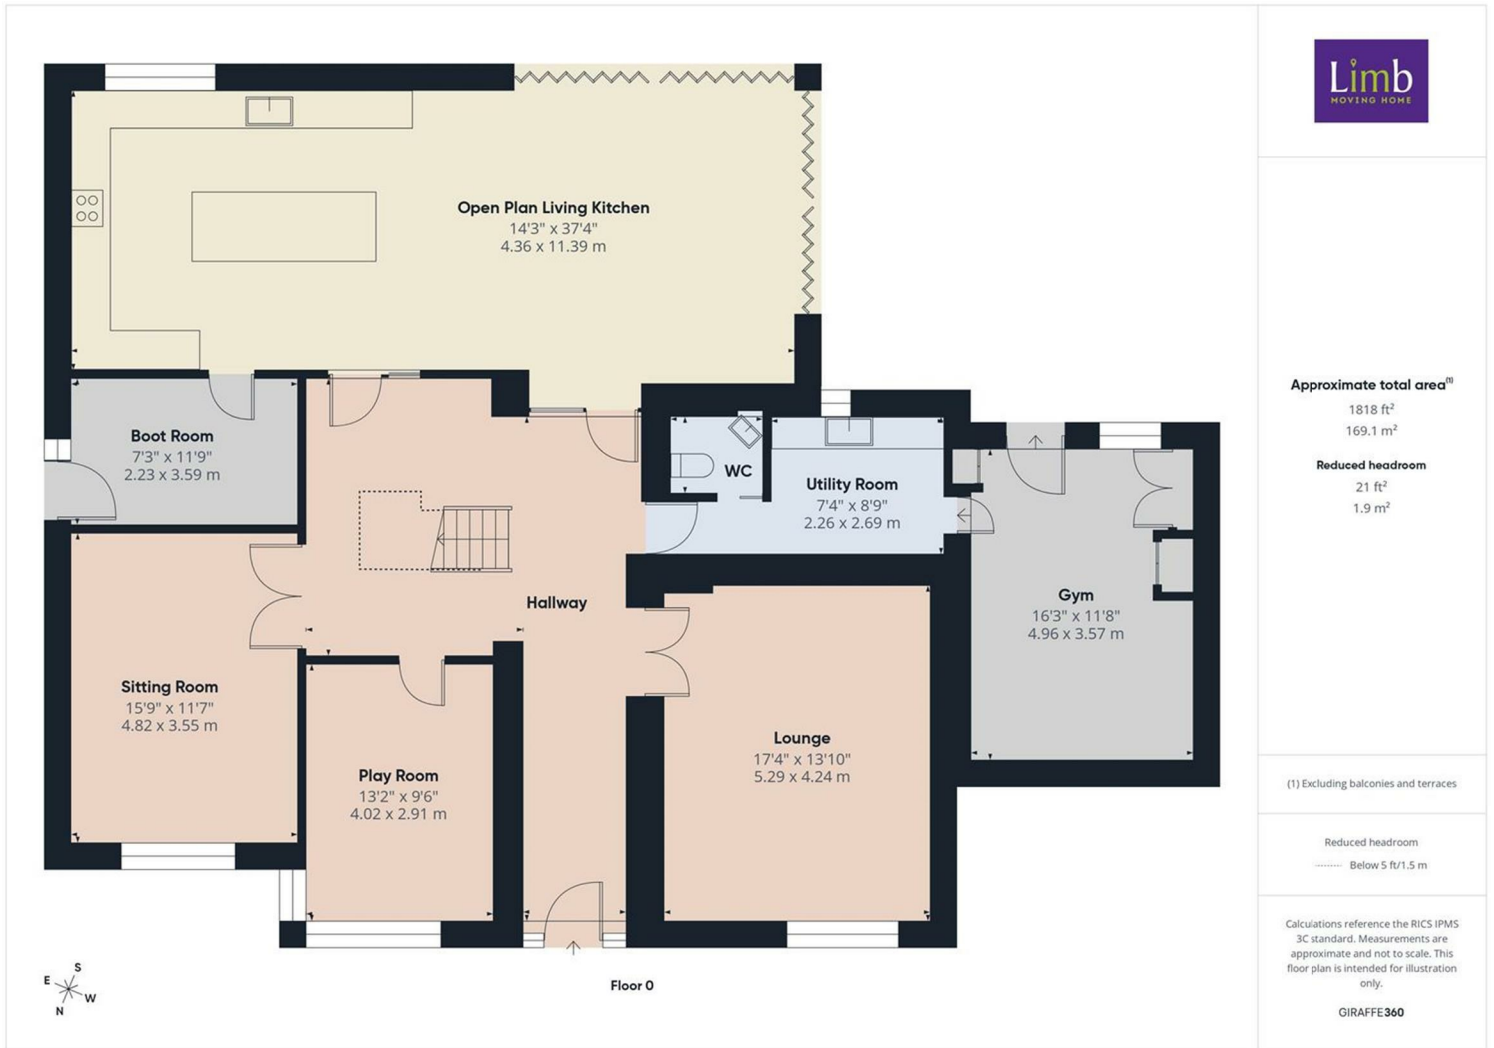 Open Plan Living Kitchen
14'3" x 37'4"
4.36 x 11.39 m
Boot Room
7'3" x 11'9"
2.23 x 3.59 m
WC
Utility Room
7'4" x 8'9"
2.26 x 2.69 m
Hallway
Gym
16'3" x 11'8"
4.96 x 3.57 m
Sitting Room
15'9" x 11'7"
4.82 x 3.55 m
Play Room
13'2" x 9'6"
4.02 x 2.91 m
Lounge
17'4" x 13'10"
5.29 x 4.24 m
S
E
W
N
Floor 0
Limb
MOVING HOME
Approximate total area(1)
1818 ft²
169.1 m²
Reduced headroom
21 ft²
1.9 m²
(1) Excluding balconies and terraces
Reduced headroom
Below 5 ft/1.5 m
Calculations reference the RICS IPMS
3C standard. Measurements are
approximate and not to scale. This
floor plan is intended for illustration
only.
GIRAFFE360